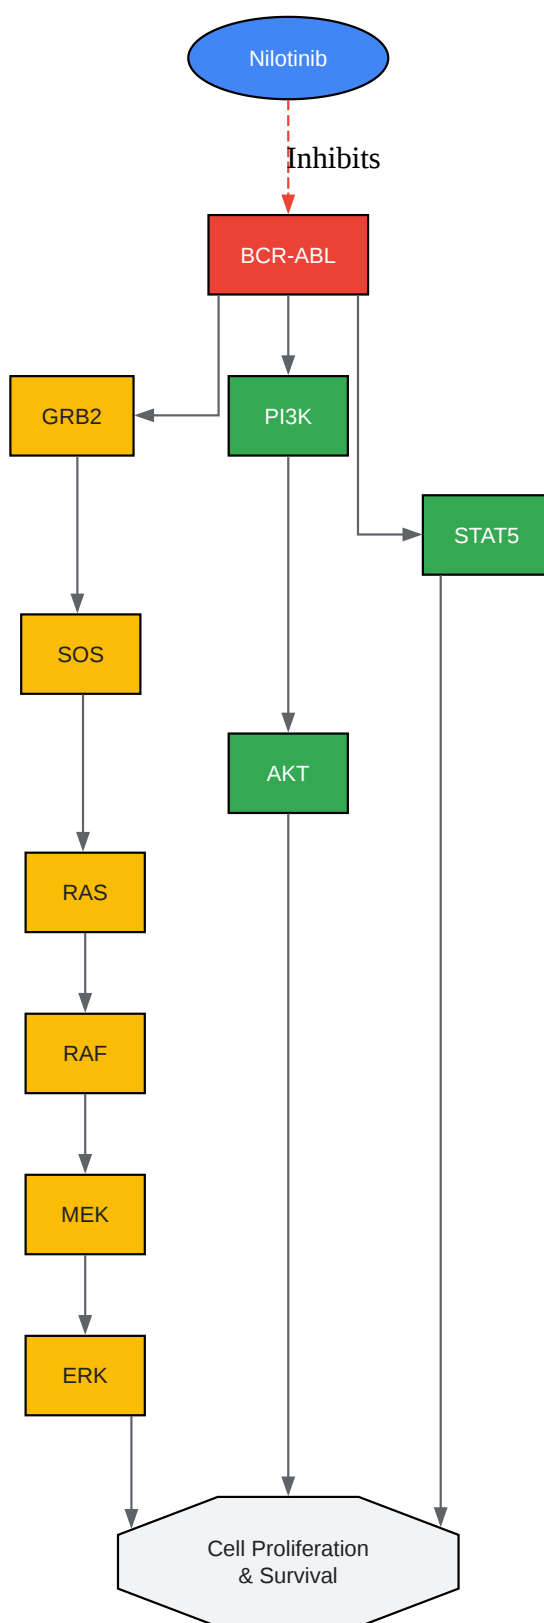 Nilotinib
Inhibits
BCR-ABL
GRB2
PI3K
STAT5
SOS
AKT
RAS
RAF
MEK
ERK
Cell Proliferation
& Survival